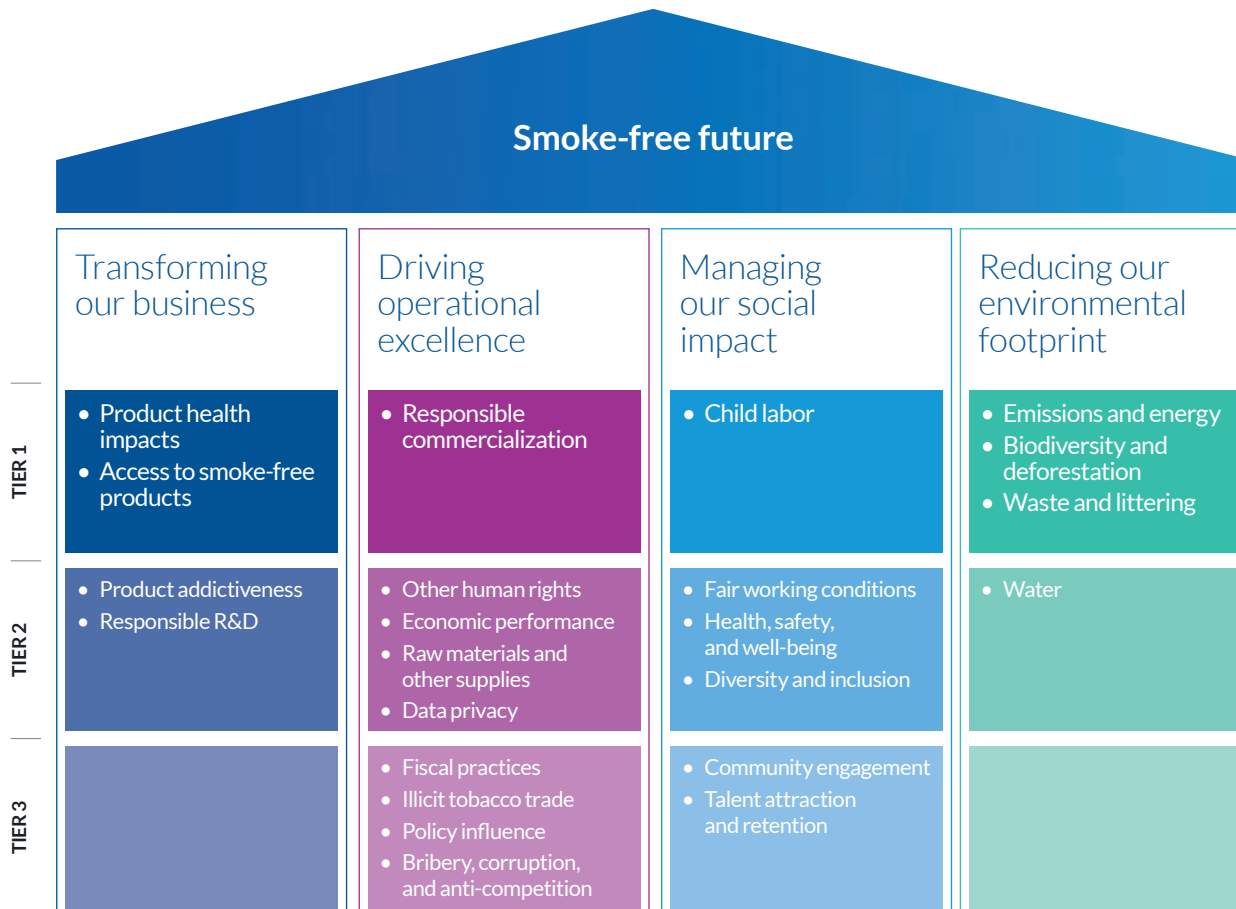 Smoke-free future
Transforming
our business
Driving
operational
excellence
Managing
our social
impact
Reducing our
environmental
footprint
TIER 1
• Product health
impacts
• Access to smoke-free
products
• Responsible
commercialization
• Child labor
• Emissions and energy
• Biodiversity and
deforestation
• Waste and littering
TIER 2
• Product addictiveness
• Responsible R&D
• Other human rights
• Economic performance
• Raw materials and
other supplies
• Data privacy
• Fair working conditions
• Health, safety,
and well-being
• Diversity and inclusion
• Water
TIER 3
• Fiscal practices
• Illicit tobacco trade
• Policy influence
• Bribery, corruption,
and anti-competition
• Community engagement
• Talent attraction
and retention